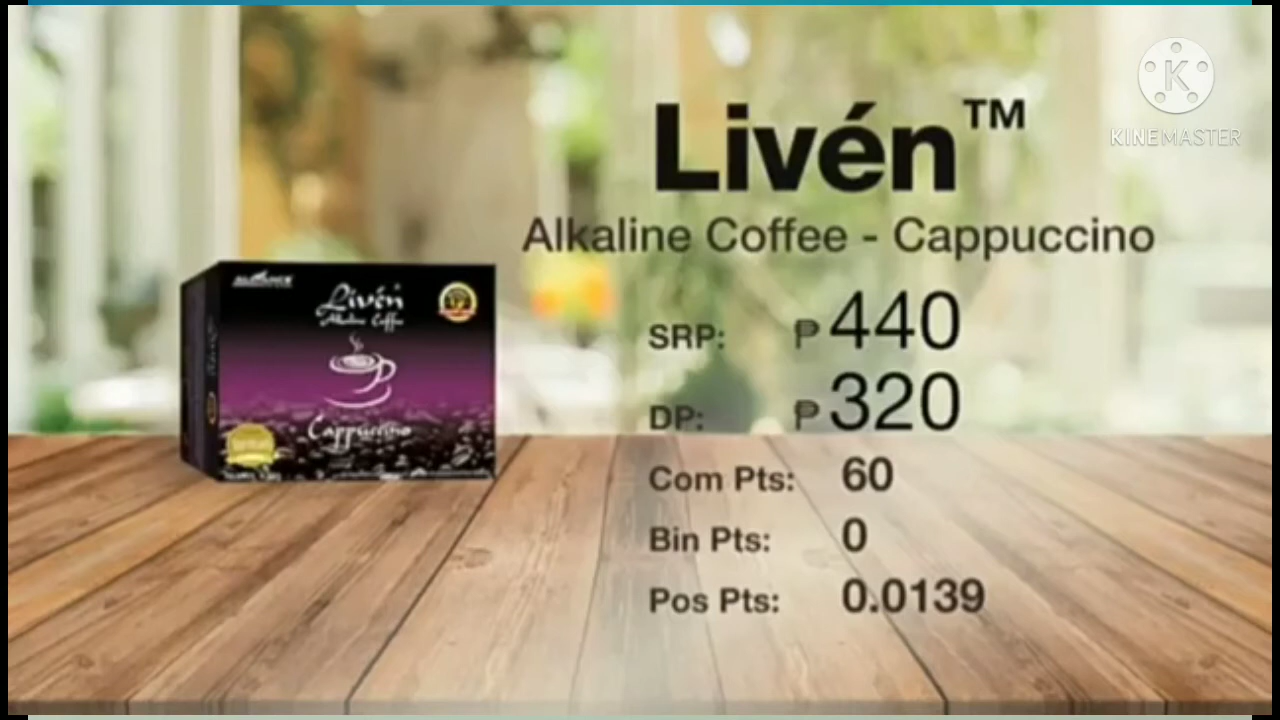 KINEMASTER
Livén™
Alkaline Coffee - Cappuccino
SRP: ₱ 440
DP: ₱ 320
Com Pts: 60
Bin Pts: 0
Pos Pts: 0.0139
Livén
Alkaline Coffee
Cappuccino